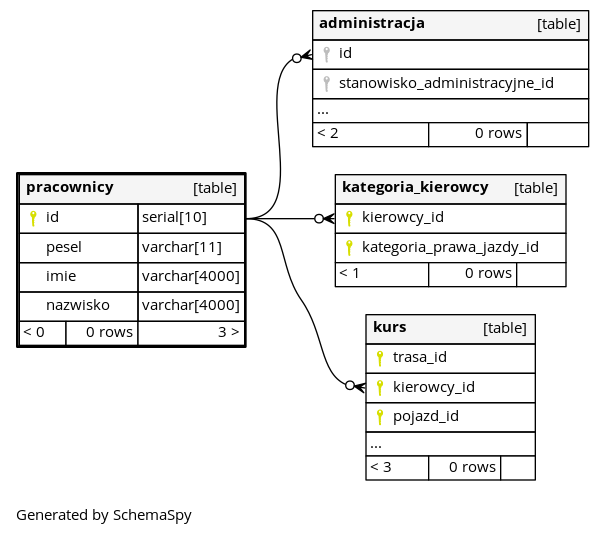 administracja [table]
id
stanowisko_administracyjne_id
...
< 2 0 rows
pracownicy [table]
id serial[10]
pesel varchar[11]
imie varchar[4000]
nazwisko varchar[4000]
< 0 0 rows 3 >
kategoria_kierowcy [table]
kierowcy_id
kategoria_prawa_jazdy_id
< 1 0 rows
kurs [table]
trasa_id
kierowcy_id
pojazd_id
...
< 3 0 rows
Generated by SchemaSpy